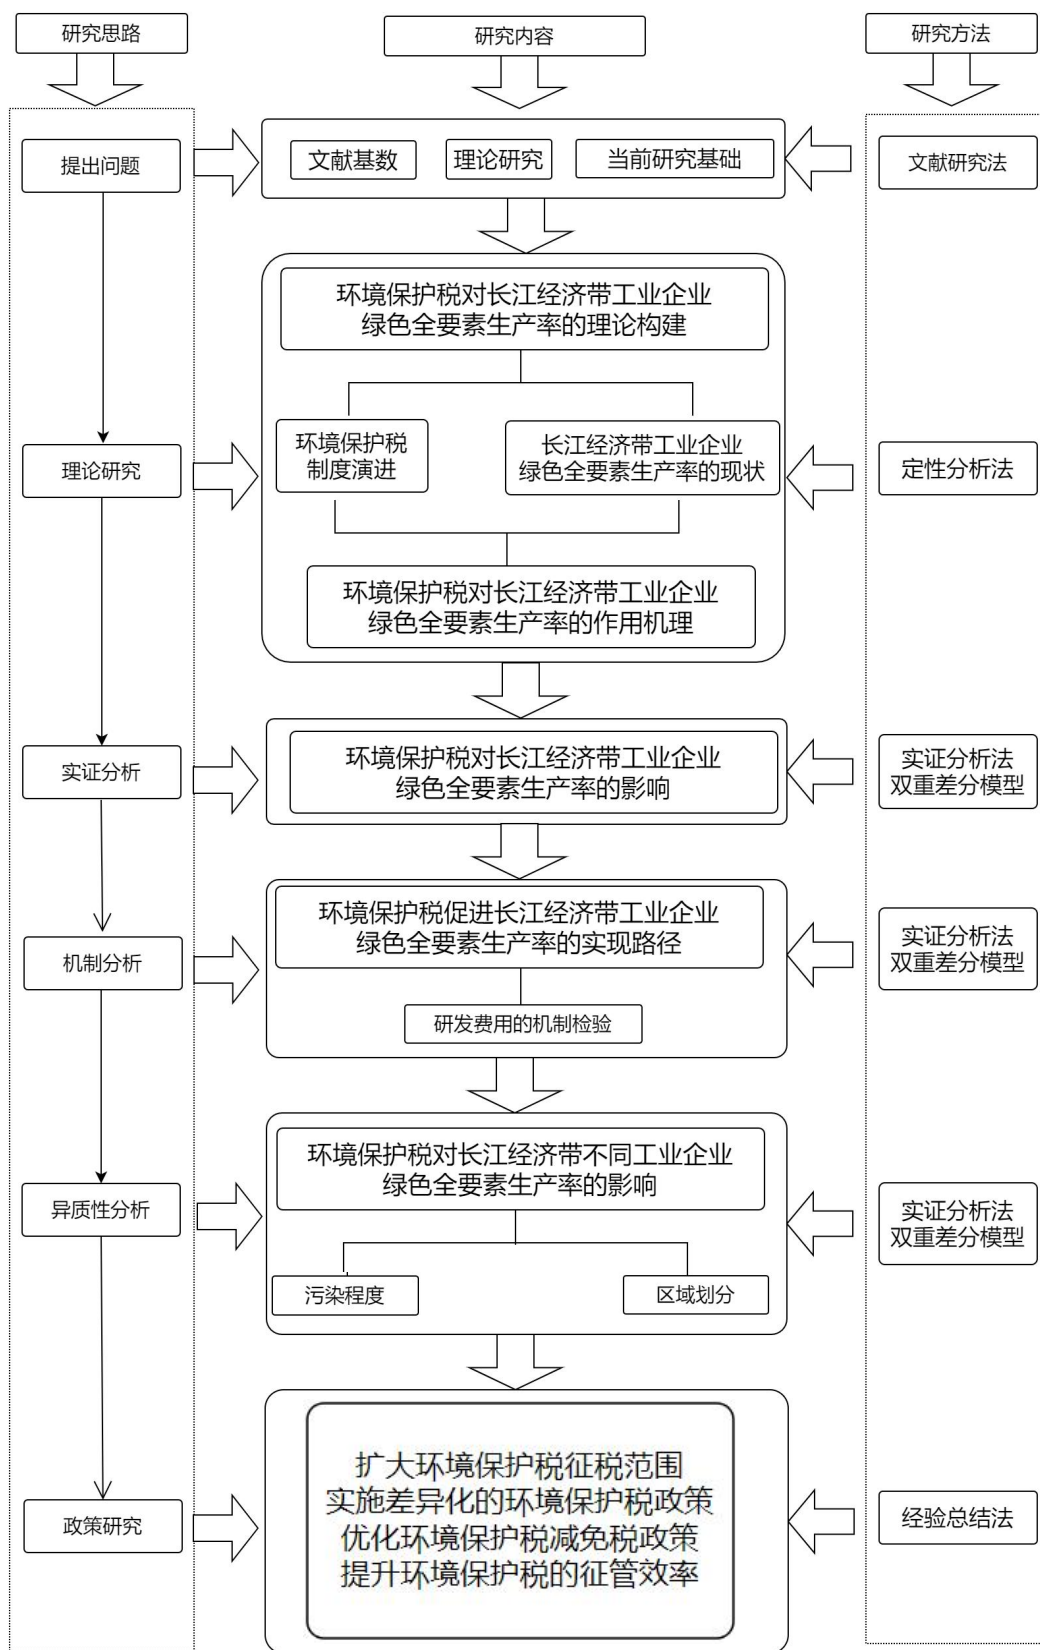 研究思路
研究内容
研究方法
提出问题
文献基数
理论研究
当前研究基础
文献研究法
环境保护税对长江经济带工业企业
绿色全要素生产率的理论构建
理论研究
环境保护税
制度演进
长江经济带工业企业
绿色全要素生产率的现状
定性分析法
环境保护税对长江经济带工业企业
绿色全要素生产率的作用机理
实证分析
环境保护税对长江经济带工业企业
绿色全要素生产率的影响
实证分析法
双重差分模型
机制分析
环境保护税促进长江经济带工业企业
绿色全要素生产率的实现路径
研发费用的机制检验
实证分析法
双重差分模型
异质性分析
环境保护税对长江经济带不同工业企业
绿色全要素生产率的影响
污染程度
区域划分
实证分析法
双重差分模型
政策研究
扩大环境保护税征税范围
实施差异化的环境保护税政策
优化环境保护税减免税政策
提升环境保护税的征管效率
经验总结法